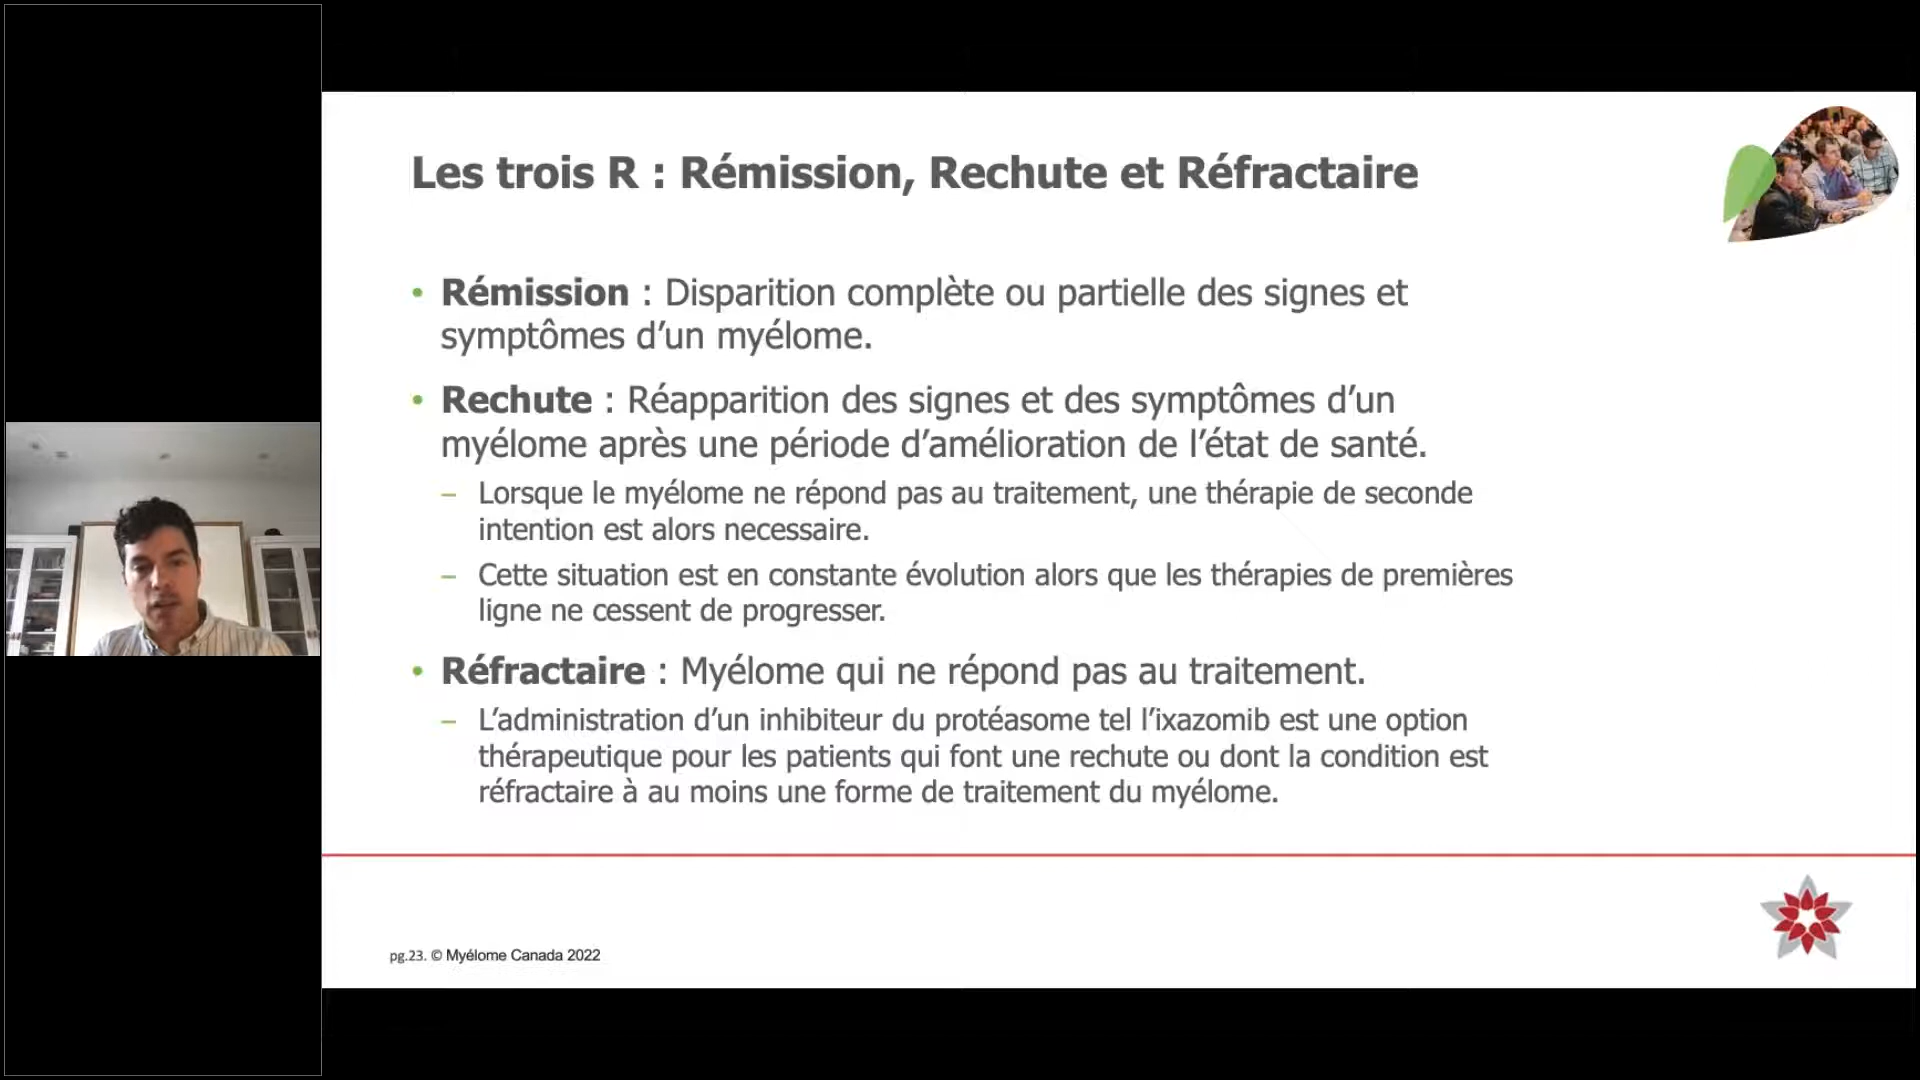 Les trois R : Rémission, Rechute et Réfractaire
• Rémission : Disparition complète ou partielle des signes et
symptômes d’un myélome.
• Rechute : Réapparition des signes et des symptômes d’un
myélome après une période d’amélioration de l’état de santé.
– Lorsque le myélome ne répond pas au traitement, une thérapie de seconde
intention est alors necessaire.
– Cette situation est en constante évolution alors que les thérapies de premières
ligne ne cessent de progresser.
• Réfractaire : Myélome qui ne répond pas au traitement.
– L’administration d’un inhibiteur du protéasome tel l’ixazomib est une option
thérapeutique pour les patients qui font une rechute ou dont la condition est
réfractaire à au moins une forme de traitement du myélome.
pg.23. © Myélome Canada 2022